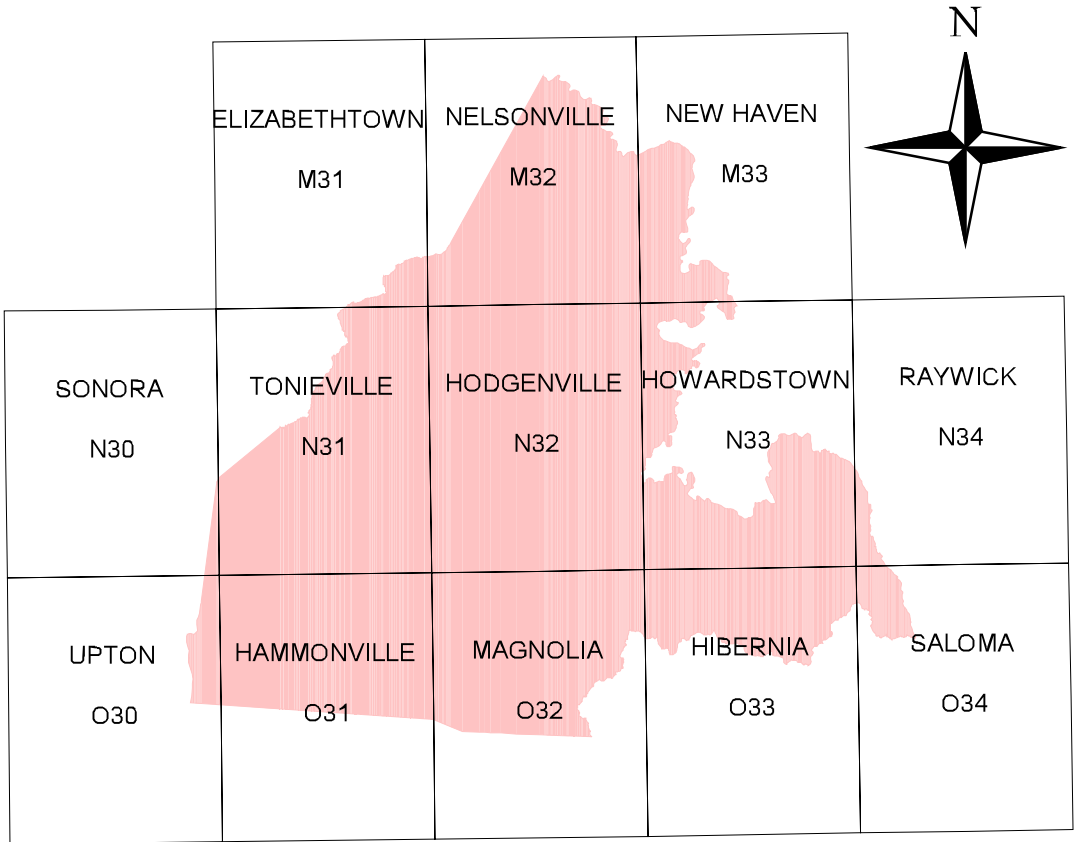 N
ELIZABETHTOWN
M31
NELSONVILLE
M32
NEW HAVEN
M33
SONORA
N30
TONIEVILLE
N31
HODGENVILLE
N32
HOWARDSTOWN
N33
RAYWICK
N34
UPTON
O30
HAMMONVILLE
O31
MAGNOLIA
O32
HIBERNIA
O33
SALOMA
O34